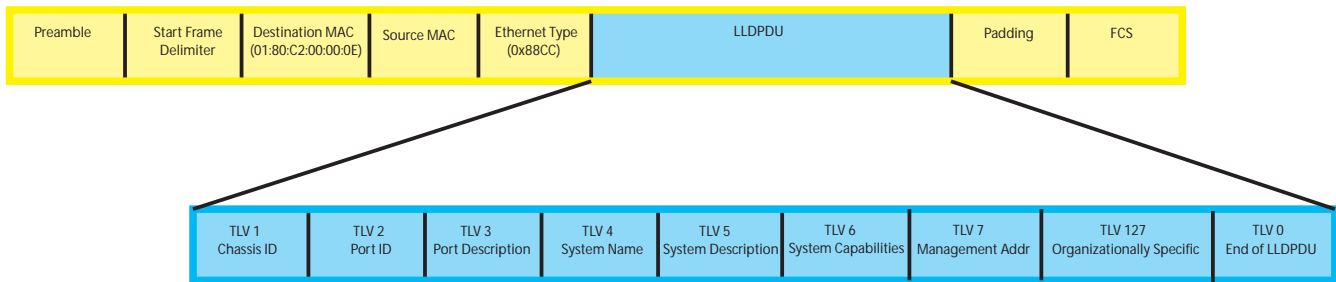 Preamble
Start Frame
Delimiter
Destination MAC
(01:80:C2:00:00:0E)
Source MAC
Ethernet Type
(0x88CC)
LLDPDU
Padding
FCS
TLV 1
Chassis ID
TLV 2
Port ID
TLV 3
Port Description
TLV 4
System Name
TLV 5
System Description
TLV 6
System Capabilities
TLV 7
Management Addr
TLV 127
Organizationally Specific
TLV 0
End of LLDPDU